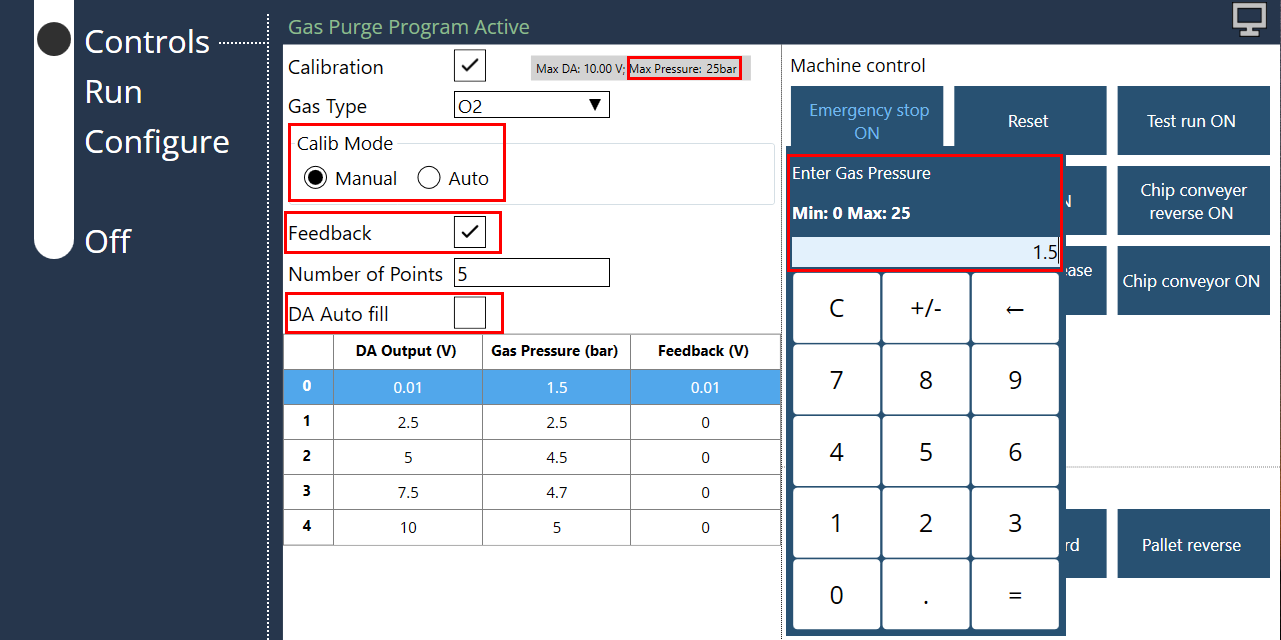 Controls
Run
Configure
Off
Gas Purge Program Active
Calibration
Max DA: 10.00 V; Max Pressure: 25bar
Gas Type
O2
Calib Mode
Manual Auto
Feedback
Number of Points 5
DA Auto fill
DA Output (V) Gas Pressure (bar) Feedback (V)
0 0.01 1.5 0.01
1 2.5 2.5 0
2 5 4.5 0
3 7.5 4.7 0
4 10 5 0
Machine control
Emergency stop
ON
Reset
Test run ON
Chip conveyer
reverse ON
Chip conveyor ON
Pallet reverse
Enter Gas Pressure
Min: 0 Max: 25
1.5
C +/- ←
7 8 9
4 5 6
1 2 3
0 . =